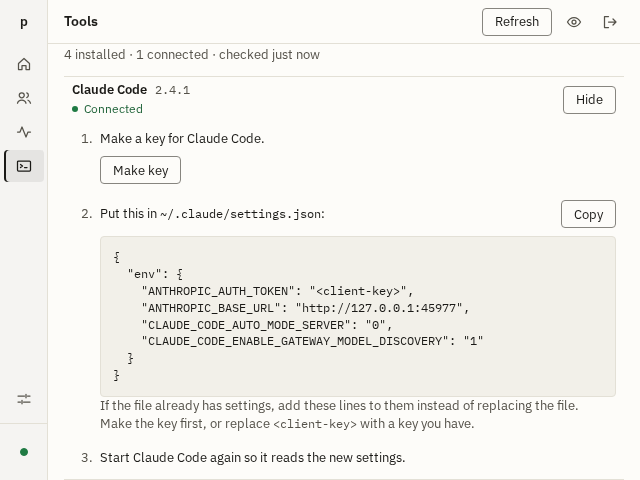 p
Tools
Refresh
4 installed · 1 connected · checked just now
Claude Code 2.4.1
Connected
Hide
1. Make a key for Claude Code.
Make key
2. Put this in ~/.claude/settings.json:
Copy
{
  "env": {
    "ANTHROPIC_AUTH_TOKEN": "<client-key>",
    "ANTHROPIC_BASE_URL": "http://127.0.0.1:45977",
    "CLAUDE_CODE_AUTO_MODE_SERVER": "0",
    "CLAUDE_CODE_ENABLE_GATEWAY_MODEL_DISCOVERY": "1"
  }
}
If the file already has settings, add these lines to them instead of replacing the file.
Make the key first, or replace <client-key> with a key you have.
3. Start Claude Code again so it reads the new settings.